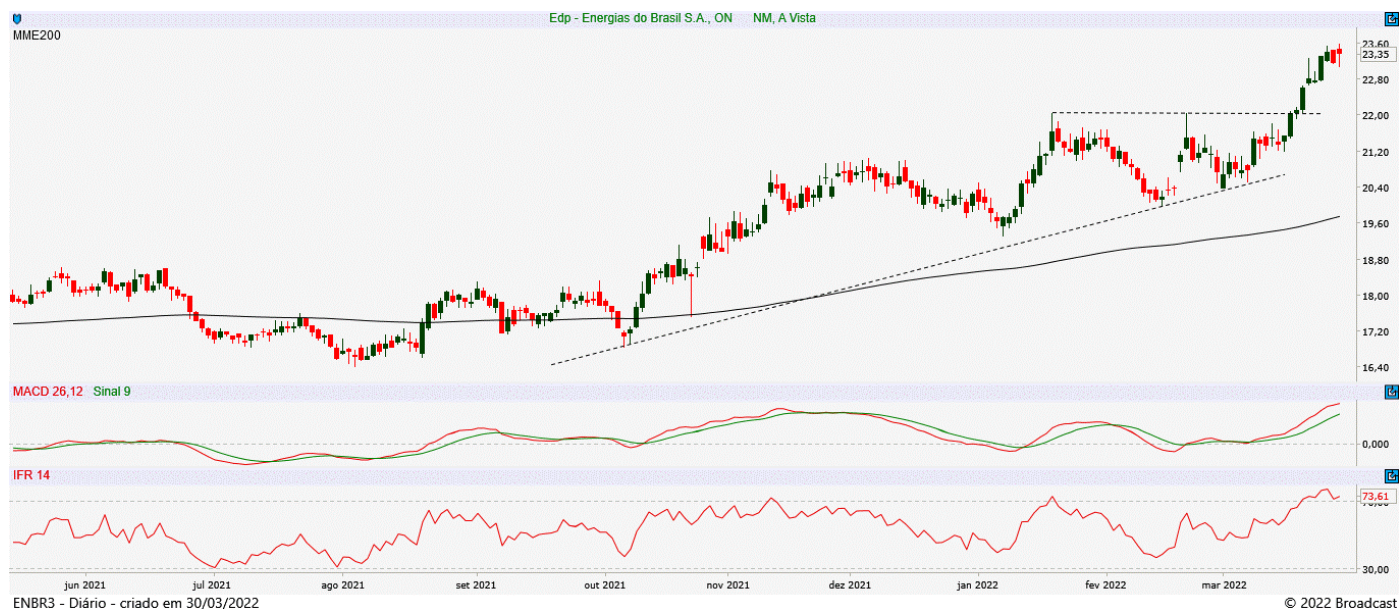 Edp - Energias do Brasil S.A., ON NM, A Vista
MME200
23,60
23,35
22,80
22,00
21,20
20,40
19,60
18,80
18,00
17,20
16,40
MACD 26,12 Sinal 9
0,000
IFR 14
73,61
30,00
jun 2021 jul 2021 ago 2021 set 2021 out 2021 nov 2021 dez 2021 jan 2022 fev 2022 mar 2022
ENBR3 - Diário - criado em 30/03/2022 © 2022 Broadcast